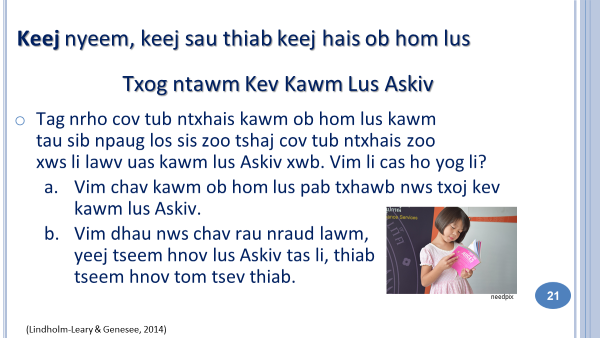 Keej nyeem, keej sau thiab keej hais ob hom lus
Txog ntawm Kev Kawm Lus Askiv
Tag nrho cov tub ntxhais kawm ob hom lus kawm
tau sib npaug los sis zoo tshaj cov tub ntxhais zoo
xws li lawv uas kawm lus Askiv xwb. Vim li cas ho yog li?
a. Vim chav kawm ob hom lus pab txhawb nws txoj kev
kawm lus Askiv.
b. Vim dhau nws chav rau nraud lawm,
yeej tseem hnov lus Askiv tas li, thiab
tseem hnov tom tsev thiab.
needpix
21
(Lindholm-Leary & Genesee, 2014)